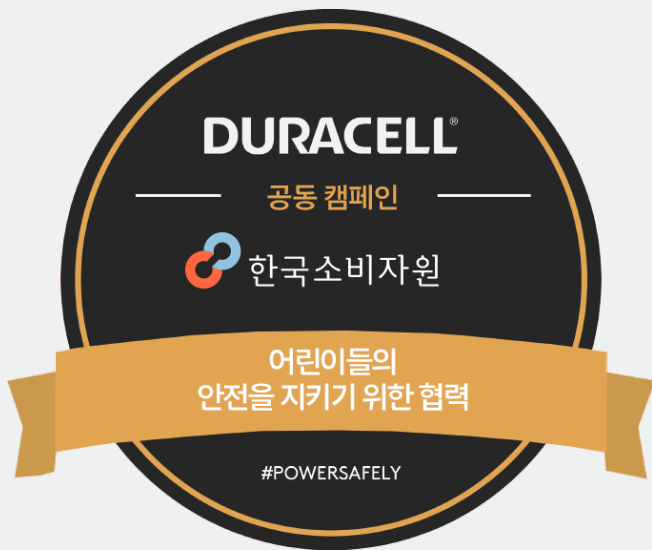 DURACELL®
공동 캠페인
한국소비자원
어린이들의
안전을 지키기 위한 협력
#POWERSAFELY